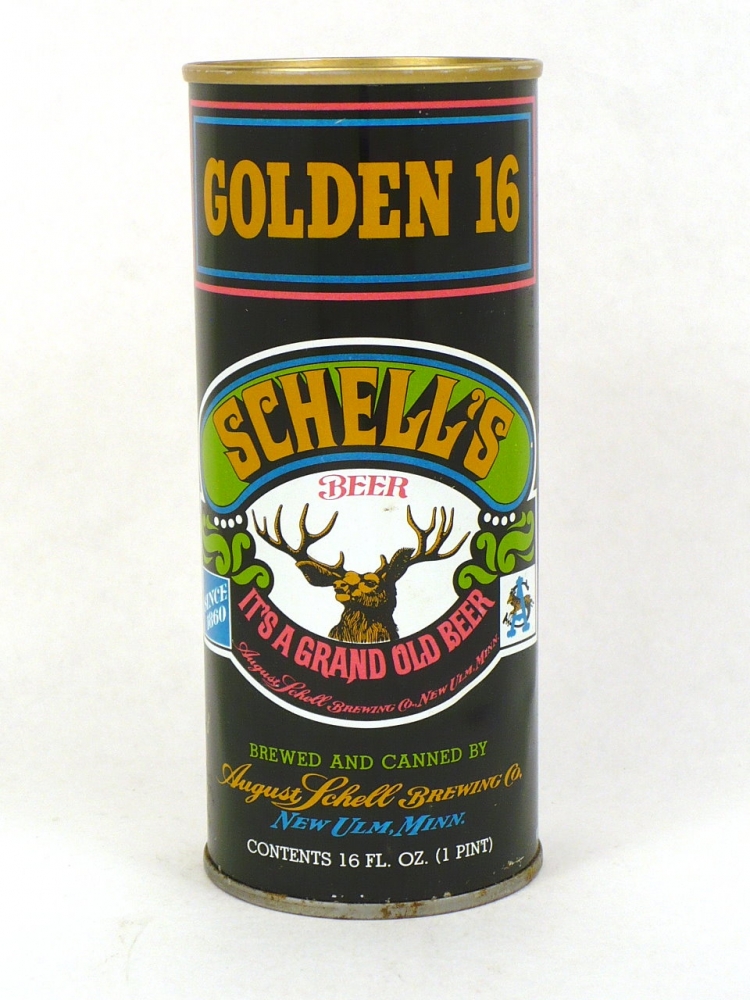 GOLDEN 16
SCHELL'S
BEER
SINCE
1860
A
IT'S A GRAND OLD BEER
August Schell BREWING CO., NEW ULM, MINN.
BREWED AND CANNED BY
August Schell BREWING CO.
NEW ULM, MINN.
CONTENTS 16 FL. OZ. (1 PINT)